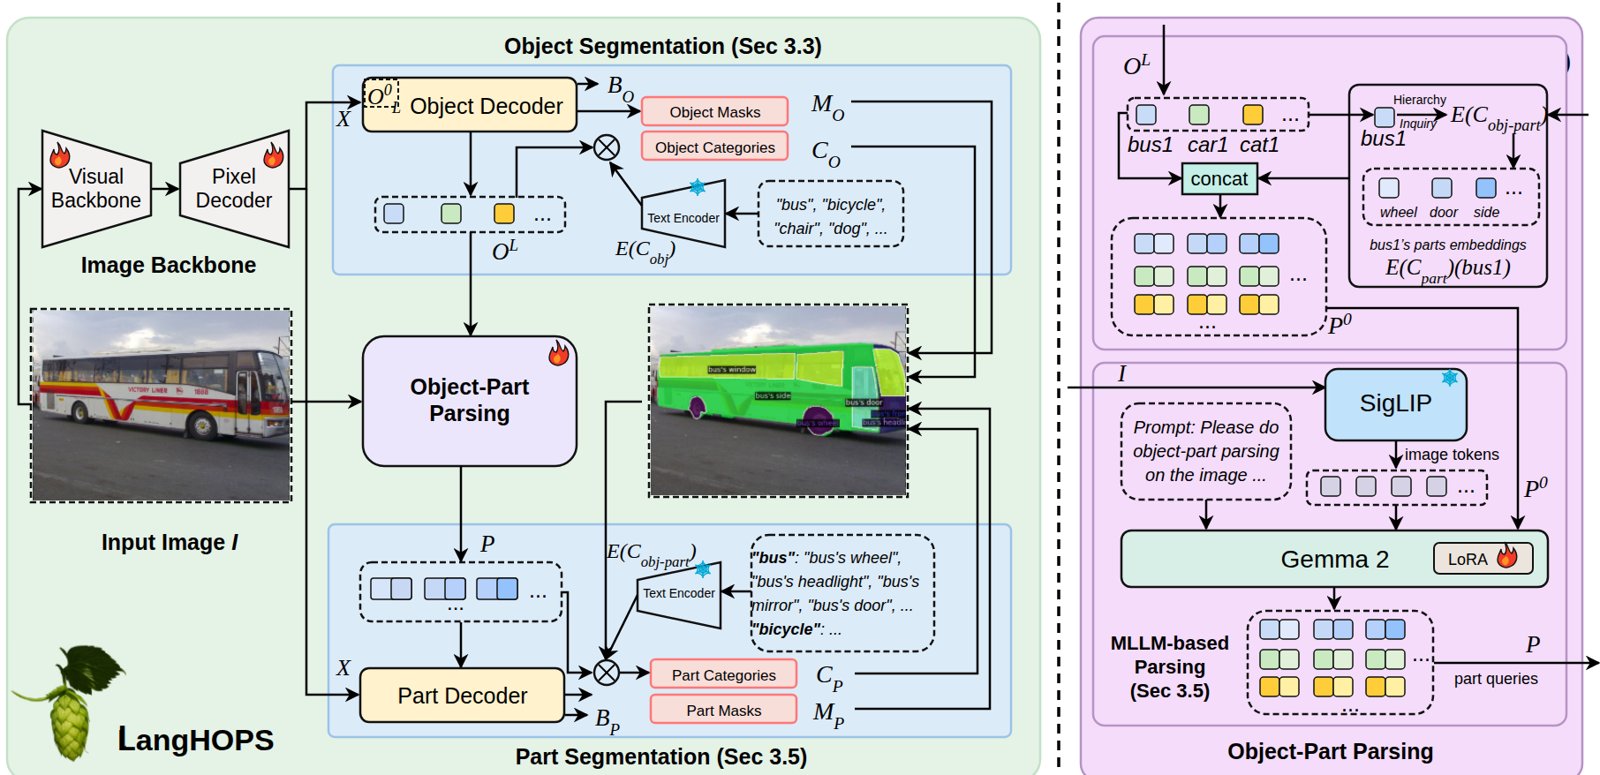 Object Segmentation (Sec 3.3)
O^0_L Object Decoder
X
B_O
Object Masks
M_O
Object Categories
C_O
Visual
Backbone
Pixel
Decoder
Image Backbone
...
O^L
Text Encoder
E(C_obj)
"bus", "bicycle",
"chair", "dog", ...
VICTORY LINER 1608
Input Image I
Object-Part
Parsing
bus's window
bus's side
bus's door
bus's wheel
P
...
...
E(C_obj-part)
Text Encoder
"bus": "bus's wheel",
"bus's headlight", "bus's
mirror", "bus's door", ...
"bicycle": ...
X
Part Decoder
Part Categories
C_P
Part Masks
M_P
B_P
LangHOPS
Part Segmentation (Sec 3.5)
O^L
...
bus1 car1 cat1
concat
Hierarchy
Inquiry
bus1
E(C_obj-part)
...
wheel door side
bus1's parts embeddings
E(C_part)(bus1)
...
...
P^0
)
I
SigLIP
Prompt: Please do
object-part parsing
on the image ...
image tokens
...
P^0
Gemma 2
LoRA
MLLM-based
Parsing
(Sec 3.5)
...
...
P
part queries
Object-Part Parsing